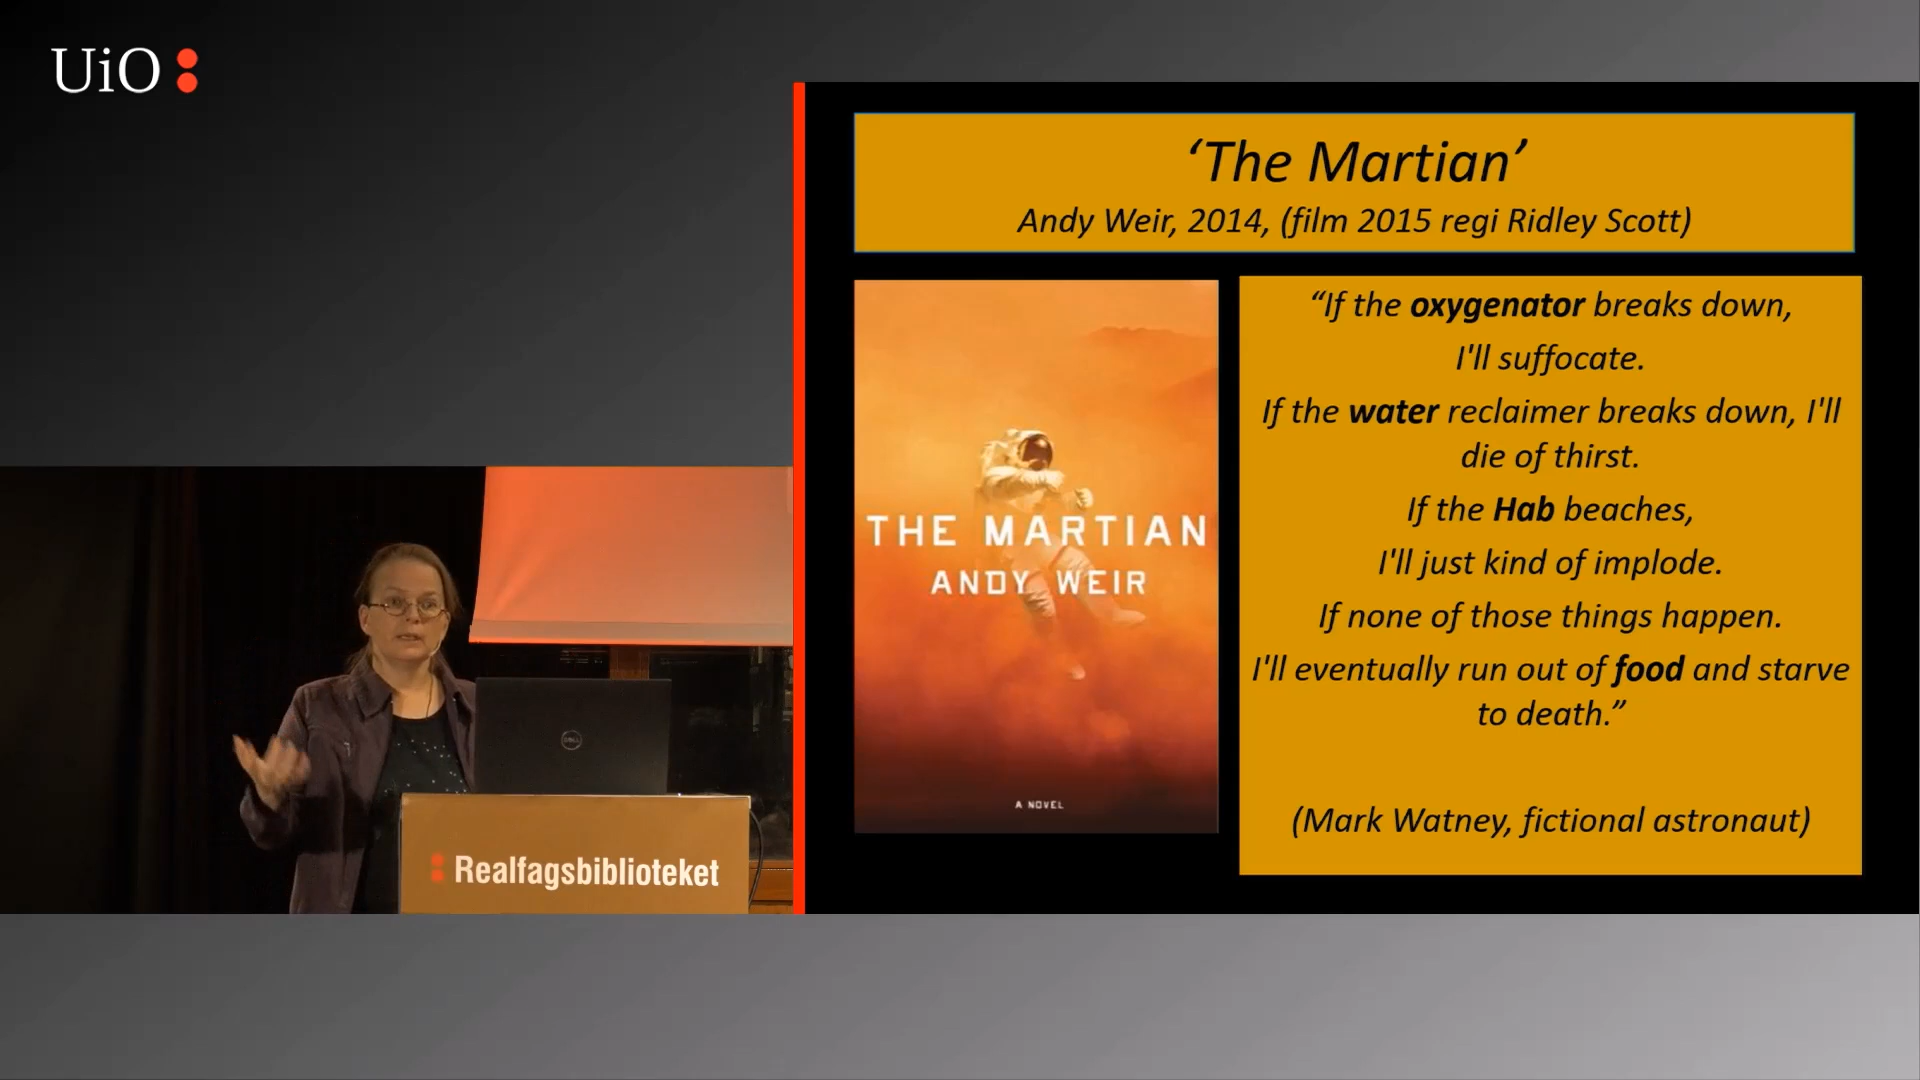 UiO
‘The Martian’
Andy Weir, 2014, (film 2015 regi Ridley Scott)
“If the oxygenator breaks down,
I'll suffocate.
If the water reclaimer breaks down, I'll
die of thirst.
If the Hab beaches,
I'll just kind of implode.
If none of those things happen.
I'll eventually run out of food and starve
to death.”
(Mark Watney, fictional astronaut)
THE MARTIAN
ANDY WEIR
A NOVEL
DELL
Realfagsbiblioteket